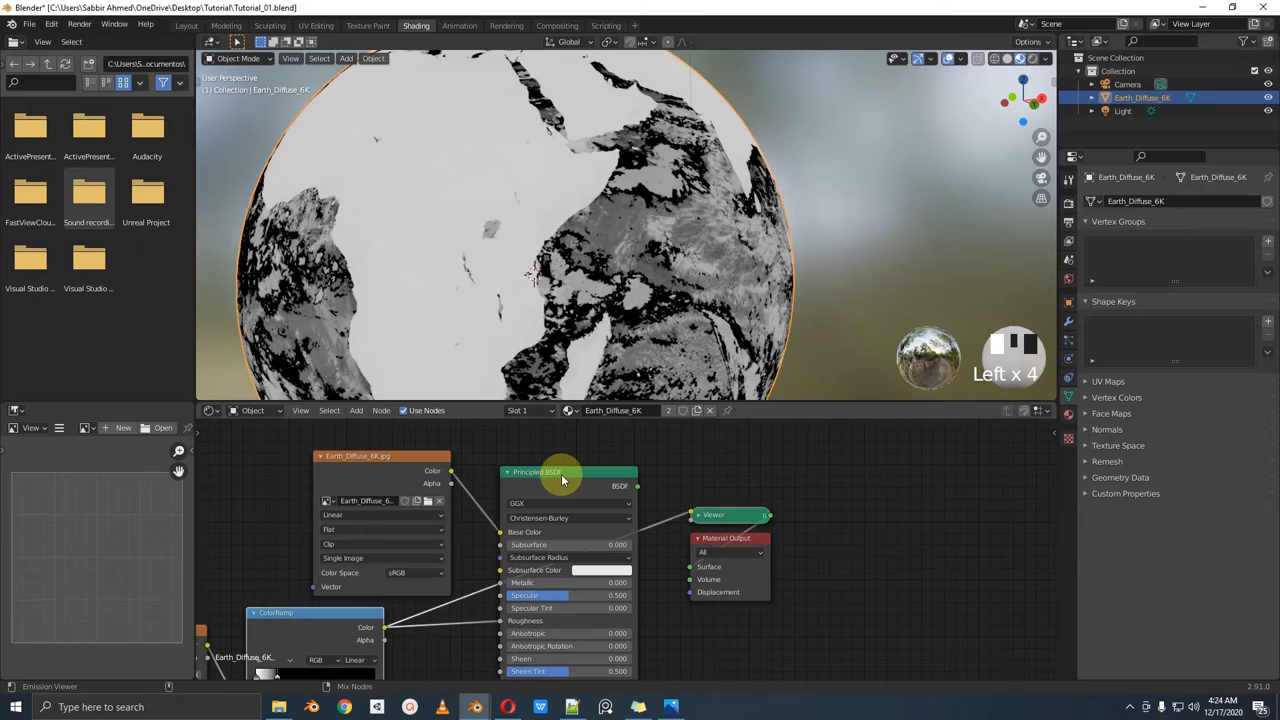 Blender* [C:\Users\Sabbir Ahmed\OneDrive\Desktop\Tutorial\Tutorial_01.blend]
File Edit Render Window Help Layout Modeling Sculpting UV Editing Texture Paint Shading Animation Rendering Compositing Scripting Scene View Layer
View Select Global Options
C:\Users\S...ocumentos\ Object Mode View Select Add Object
User Perspective
(1) Collection | Earth_Diffuse_6K
Scene Collection
Collection
Camera
Earth_Diffuse_6K
Light
ActivePresent... ActivePresent... Audacity
FastViewClou... Sound recordi... Unreal Project
Visual Studio ... Visual Studio ...
Earth_Diffuse_6K Earth_Diffuse_6K
Earth_Diffuse_6K
Vertex Groups
Shape Keys
UV Maps
Vertex Colors
Face Maps
Normals
Texture Space
Remesh
Geometry Data
Custom Properties
Left x 4
Object View Select Add Node Use Nodes Slot 1 Earth_Diffuse_6K 2
View New Open
Earth_Diffuse_6K.jpg
Color
Alpha
Earth_Diffuse_6...
Linear
Flat
Clip
Single Image
Color Space sRGB
Vector
ColorRamp
Color
Alpha
RGB Linear
Earth_Diffuse_6K...
Principled BSDF
BSDF
GGX
Christensen-Burley
Base Color
Subsurface 0.000
Subsurface Radius
Subsurface Color
Metallic 0.000
Specular 0.500
Specular Tint 0.000
Roughness
Anisotropic 0.000
Anisotropic Rotation 0.000
Sheen 0.000
Sheen Tint 0.500
Viewer
Material Output
All
Surface
Volume
Displacement
Emission Viewer Mix Nodes 2.91.0
Type here to search
4:24 AM
12/17/2020